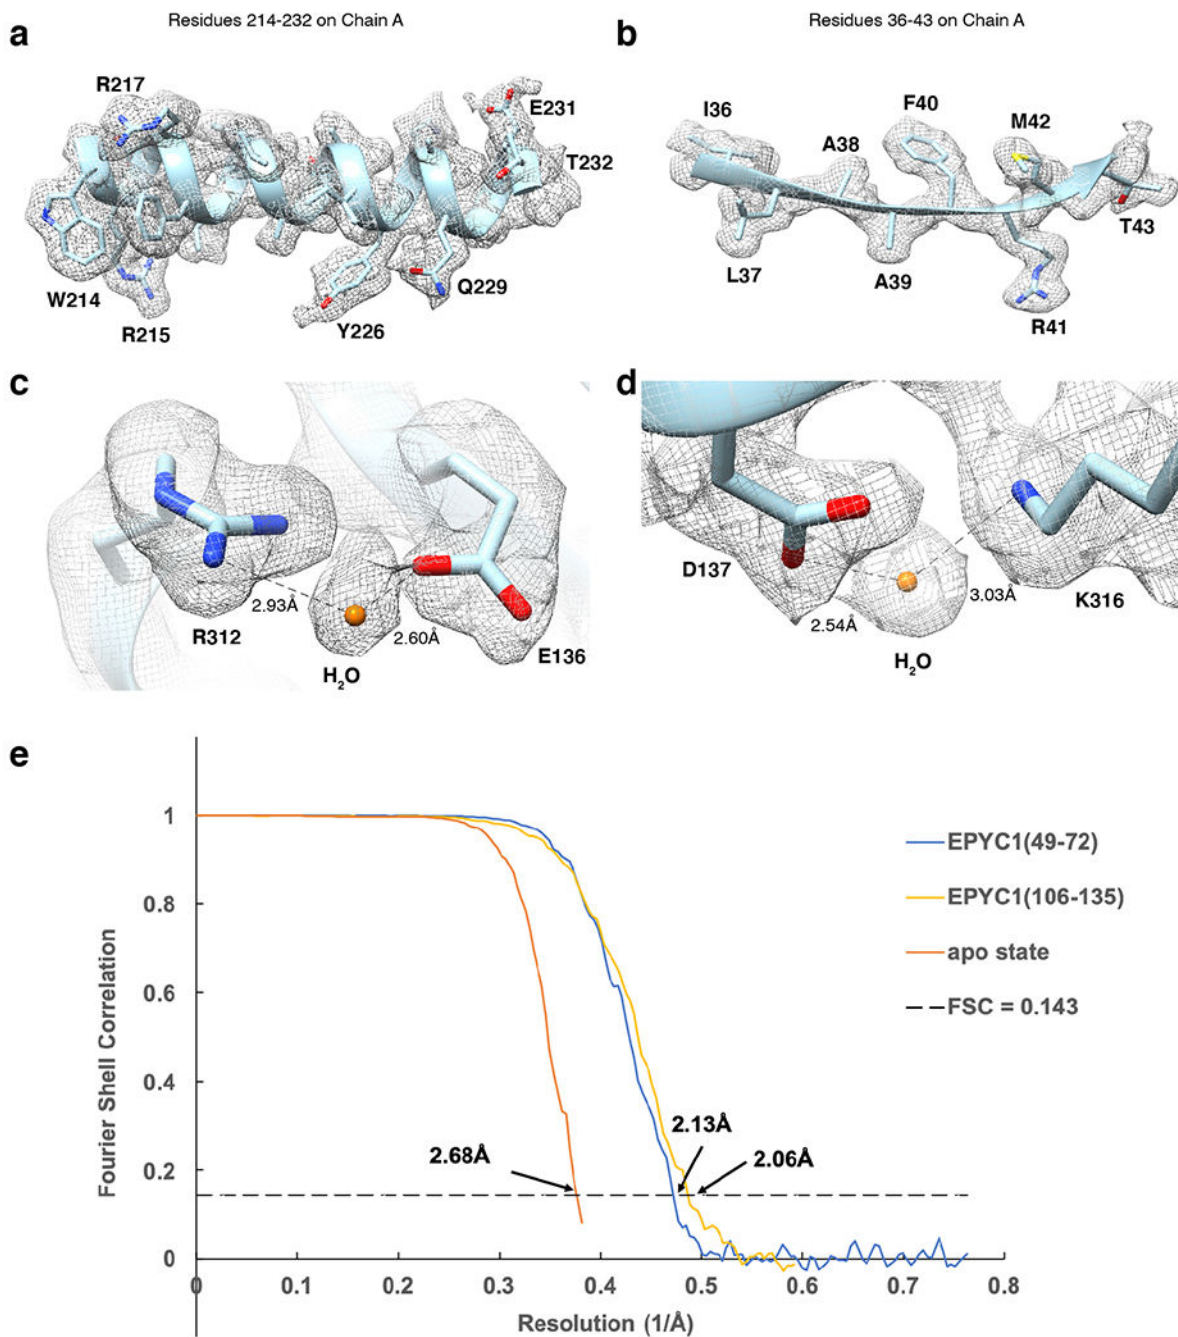 Residues 214-232 on Chain A
Residues 36-43 on Chain A
a
b
R217
E231
T232
W214
R215
Y226
Q229
I36
A38
F40
M42
L37
A39
R41
T43
c
d
2.93Å
R312
2.60Å
H₂O
E136
D137
2.54Å
3.03Å
K316
H₂O
e
1
0.8
0.6
0.4
0.2
0
Fourier Shell Correlation
EPYC1(49-72)
EPYC1(106-135)
apo state
FSC = 0.143
2.68Å
2.13Å
2.06Å
0 0.1 0.2 0.3 0.4 0.5 0.6 0.7 0.8
Resolution (1/Å)